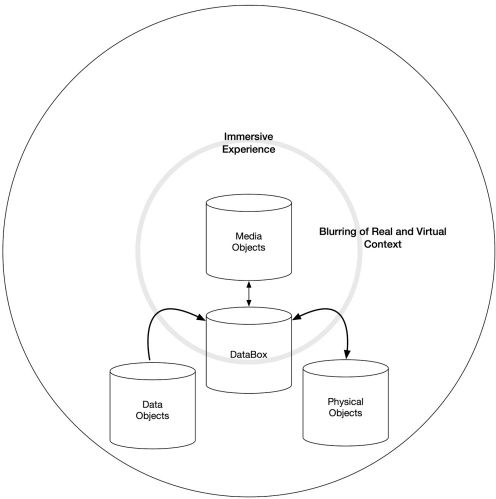 Immersive
Experience
Media
Objects
Blurring of Real and Virtual
Context
DataBox
Data
Objects
Physical
Objects